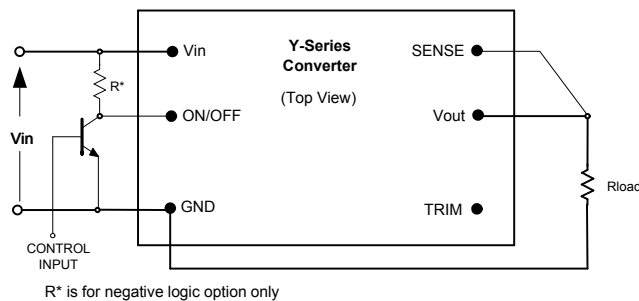 Y-Series
Converter
(Top View)
Vin
SENSE
R*
ON/OFF
Vout
Vin
Rload
GND
TRIM
CONTROL
INPUT
R* is for negative logic option only